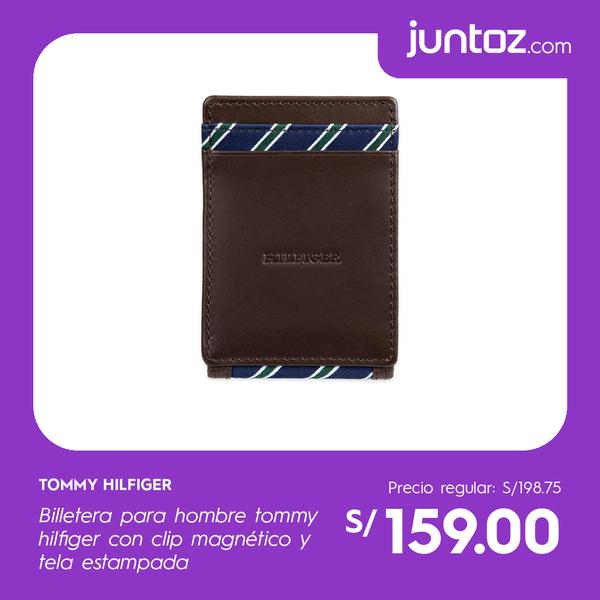 juntoz.com
HILFIGER
TOMMY HILFIGER
Billetera para hombre tommy
hilfiger con clip magnético y
tela estampada
Precio regular: S/198.75
S/159.00